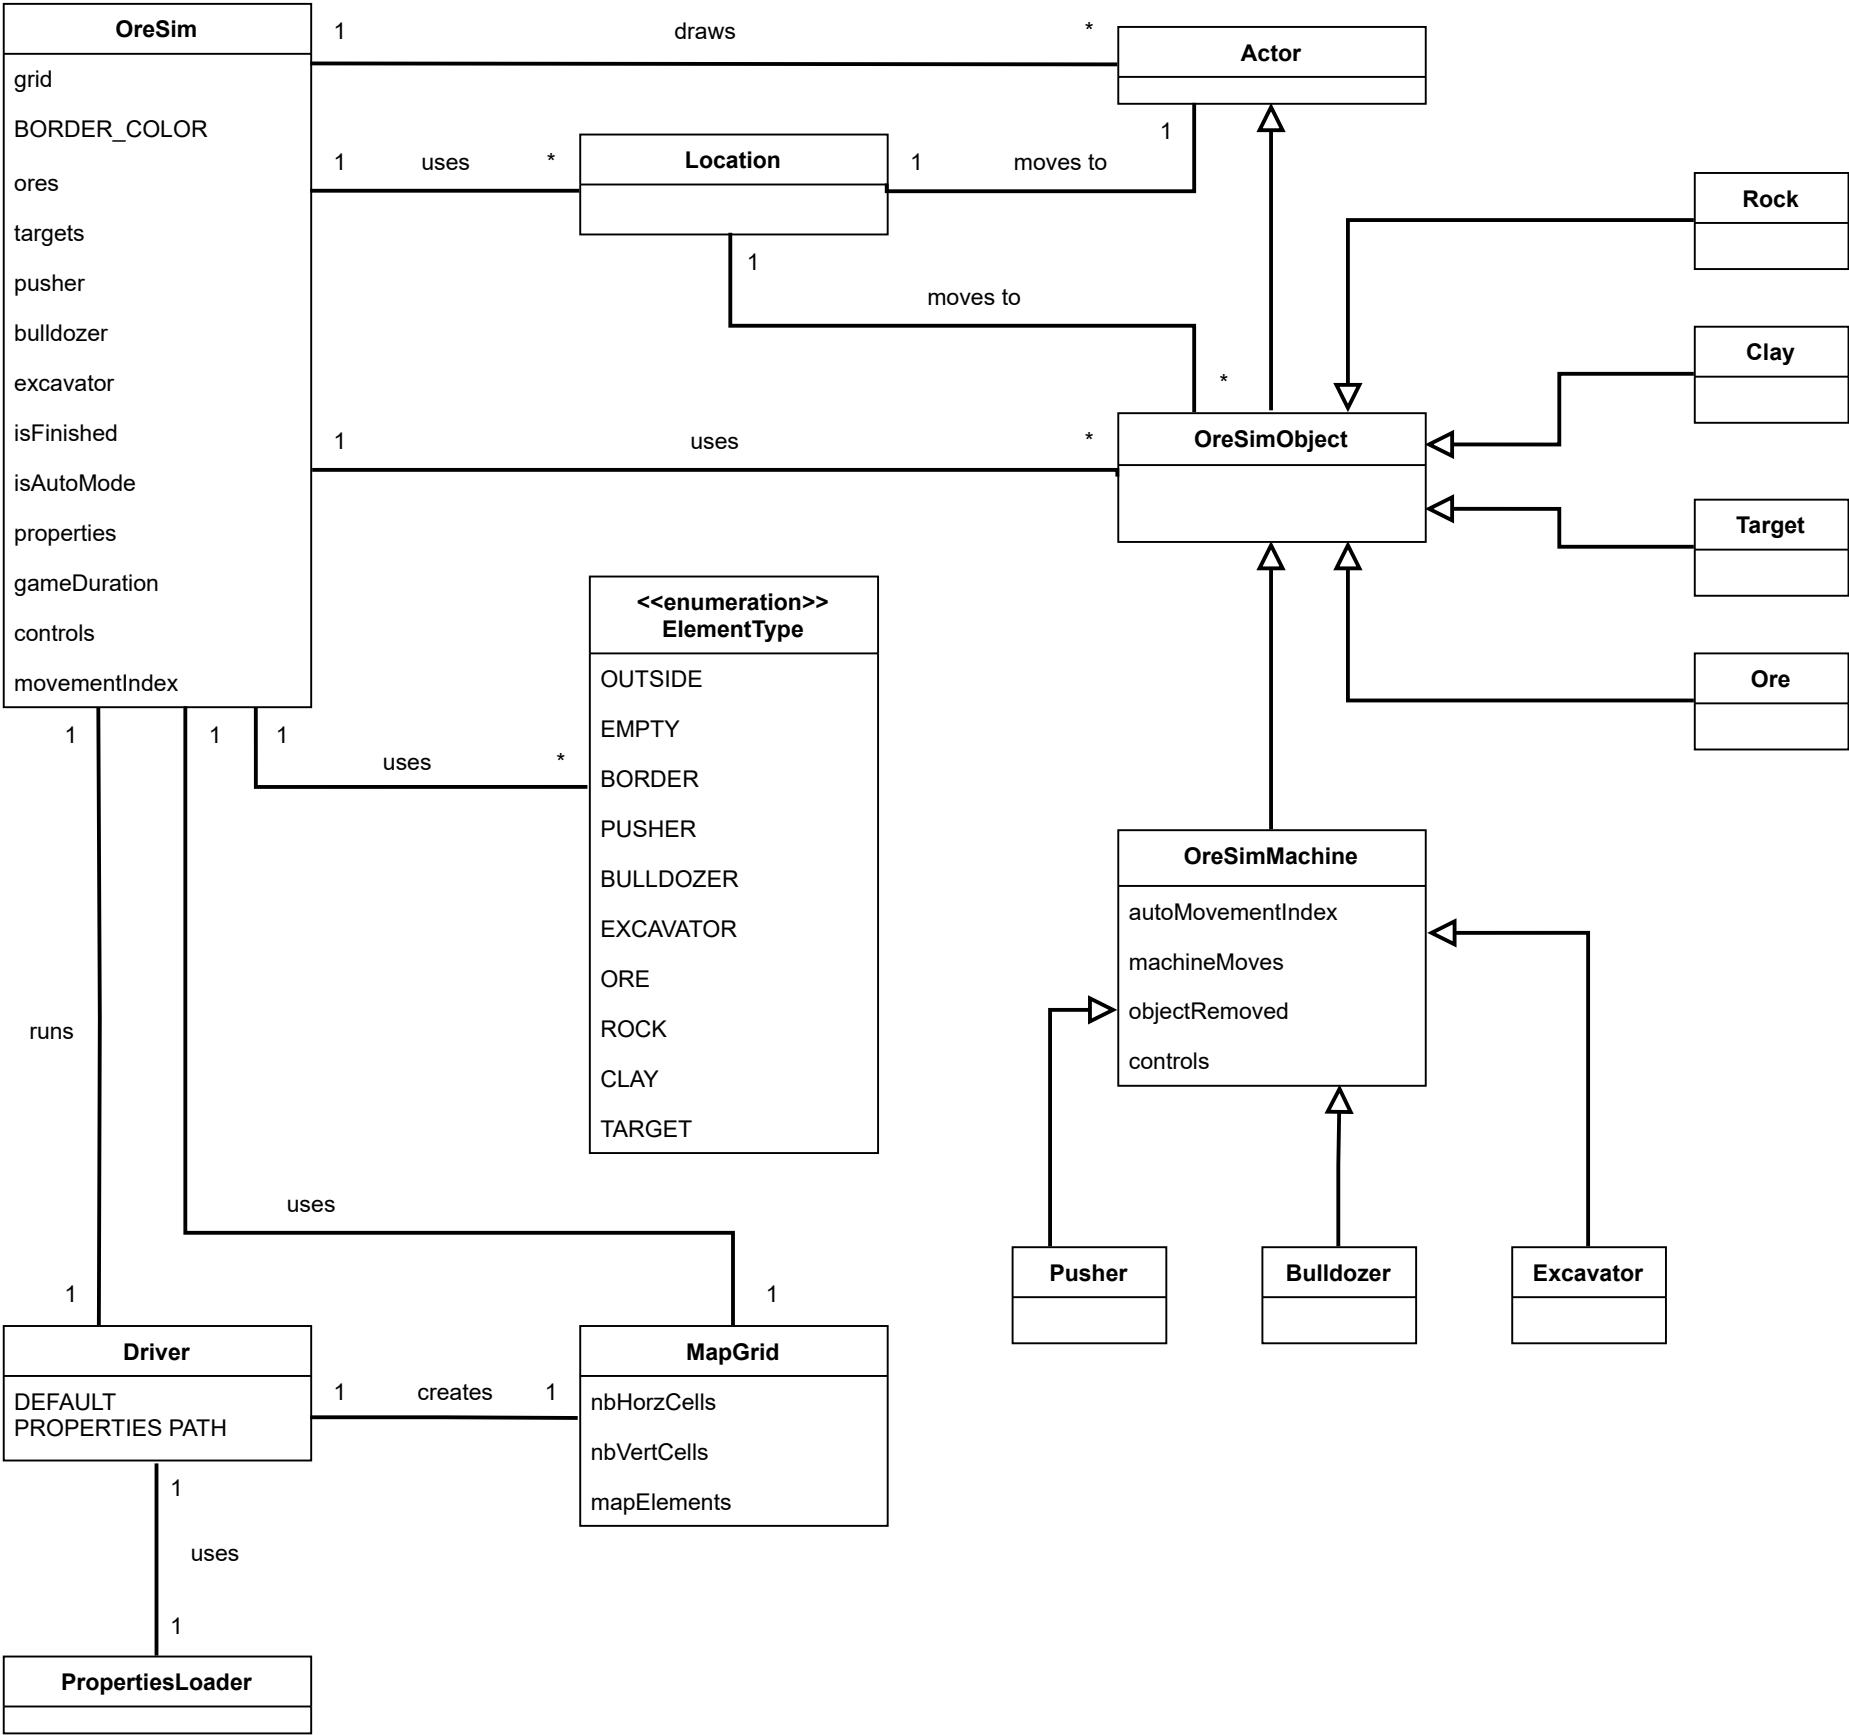 OreSim
grid
BORDER_COLOR
ores
targets
pusher
bulldozer
excavator
isFinished
isAutoMode
properties
gameDuration
controls
movementIndex
1
draws
*
Actor
1
uses
*
Location
1
moves to
1
1
moves to
*
1
uses
*
OreSimObject
Rock
Clay
Target
Ore
<<enumeration>>
ElementType
OUTSIDE
EMPTY
BORDER
PUSHER
BULLDOZER
EXCAVATOR
ORE
ROCK
CLAY
TARGET
1
1
1
uses
*
OreSimMachine
autoMovementIndex
machineMoves
objectRemoved
controls
runs
uses
1
1
Pusher
Bulldozer
Excavator
Driver
DEFAULT
PROPERTIES PATH
1
creates
1
MapGrid
nbHorzCells
nbVertCells
mapElements
1
uses
1
PropertiesLoader